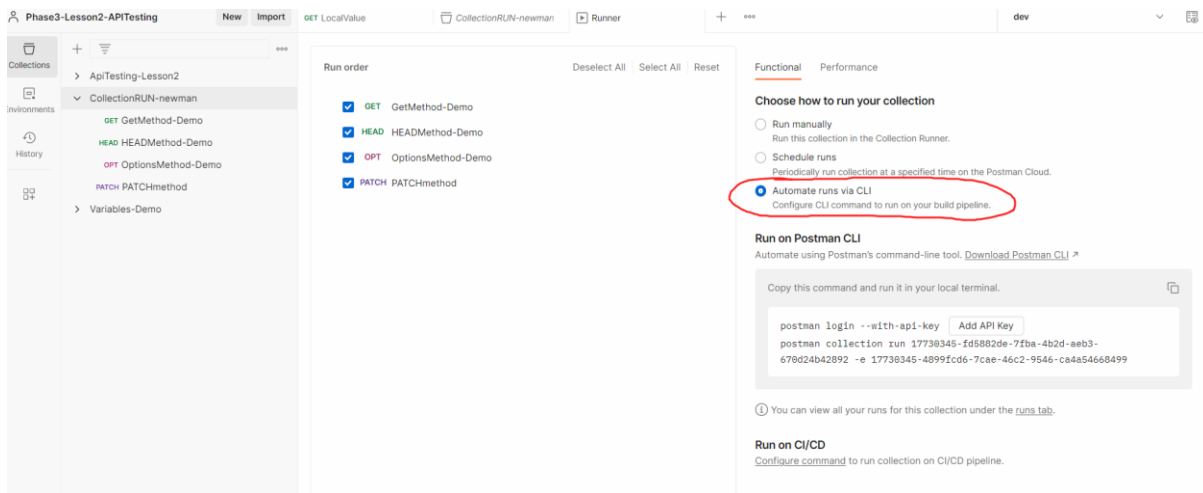 Phase3-Lesson2-APITesting
New
Import
GET LocalValue
CollectionRUN-newman
Runner
dev
Collections
Environments
History
ApiTesting-Lesson2
CollectionRUN-newman
GET GetMethod-Demo
HEAD HEADMethod-Demo
OPT OptionsMethod-Demo
PATCH PATCHmethod
Variables-Demo
Run order
Deselect All
Select All
Reset
GET GetMethod-Demo
HEAD HEADMethod-Demo
OPT OptionsMethod-Demo
PATCH PATCHmethod
Functional
Performance
Choose how to run your collection
Run manually
Run this collection in the Collection Runner.
Schedule runs
Periodically run collection at a specified time on the Postman Cloud.
Automate runs via CLI
Configure CLI command to run on your build pipeline.
Run on Postman CLI
Automate using Postman's command-line tool. Download Postman CLI
Copy this command and run it in your local terminal.
postman login --with-api-key Add API Key
postman collection run 17730345-fd5882de-7fba-4b2d-aeb3-
670d24b42892 -e 17730345-4899fcd6-7cae-46c2-9546-ca4a54668499
You can view all your runs for this collection under the runs tab.
Run on CI/CD
Configure command to run collection on CI/CD pipeline.